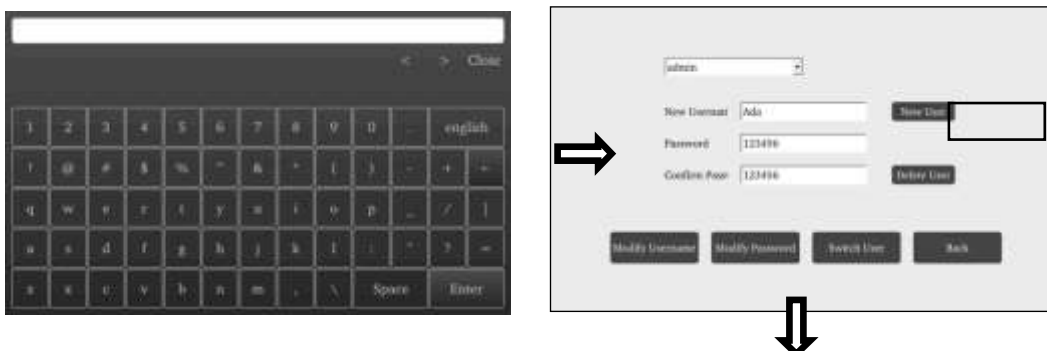 < > Close
1 2 3 4 5 6 7 8 9 0 . english
! @ # $ % ^ & * ( ) - + ←
q w e r t y u i o p _ / ]
a s d f g h j k l : " ?
z x c v b n m . \ Space Enter
admin
New Username Ada New User
Password 123456
Confirm Pass 123456 Delete User
Modify Username Modify Password Switch User Back